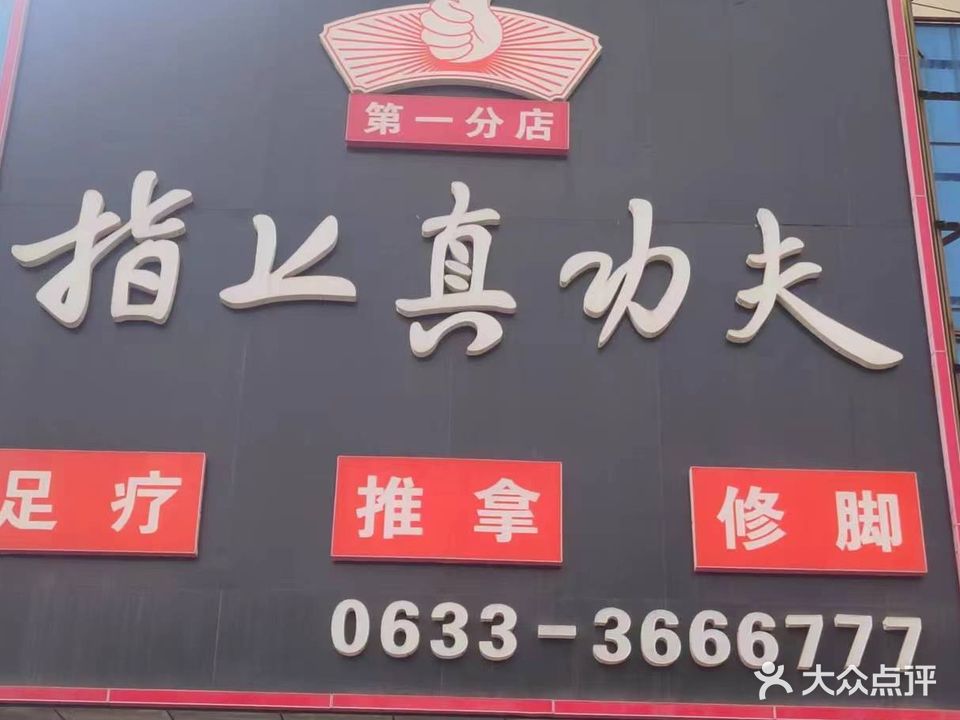 第一分店
指上真功夫
足疗 推拿 修脚
0633-3666777
大众点评